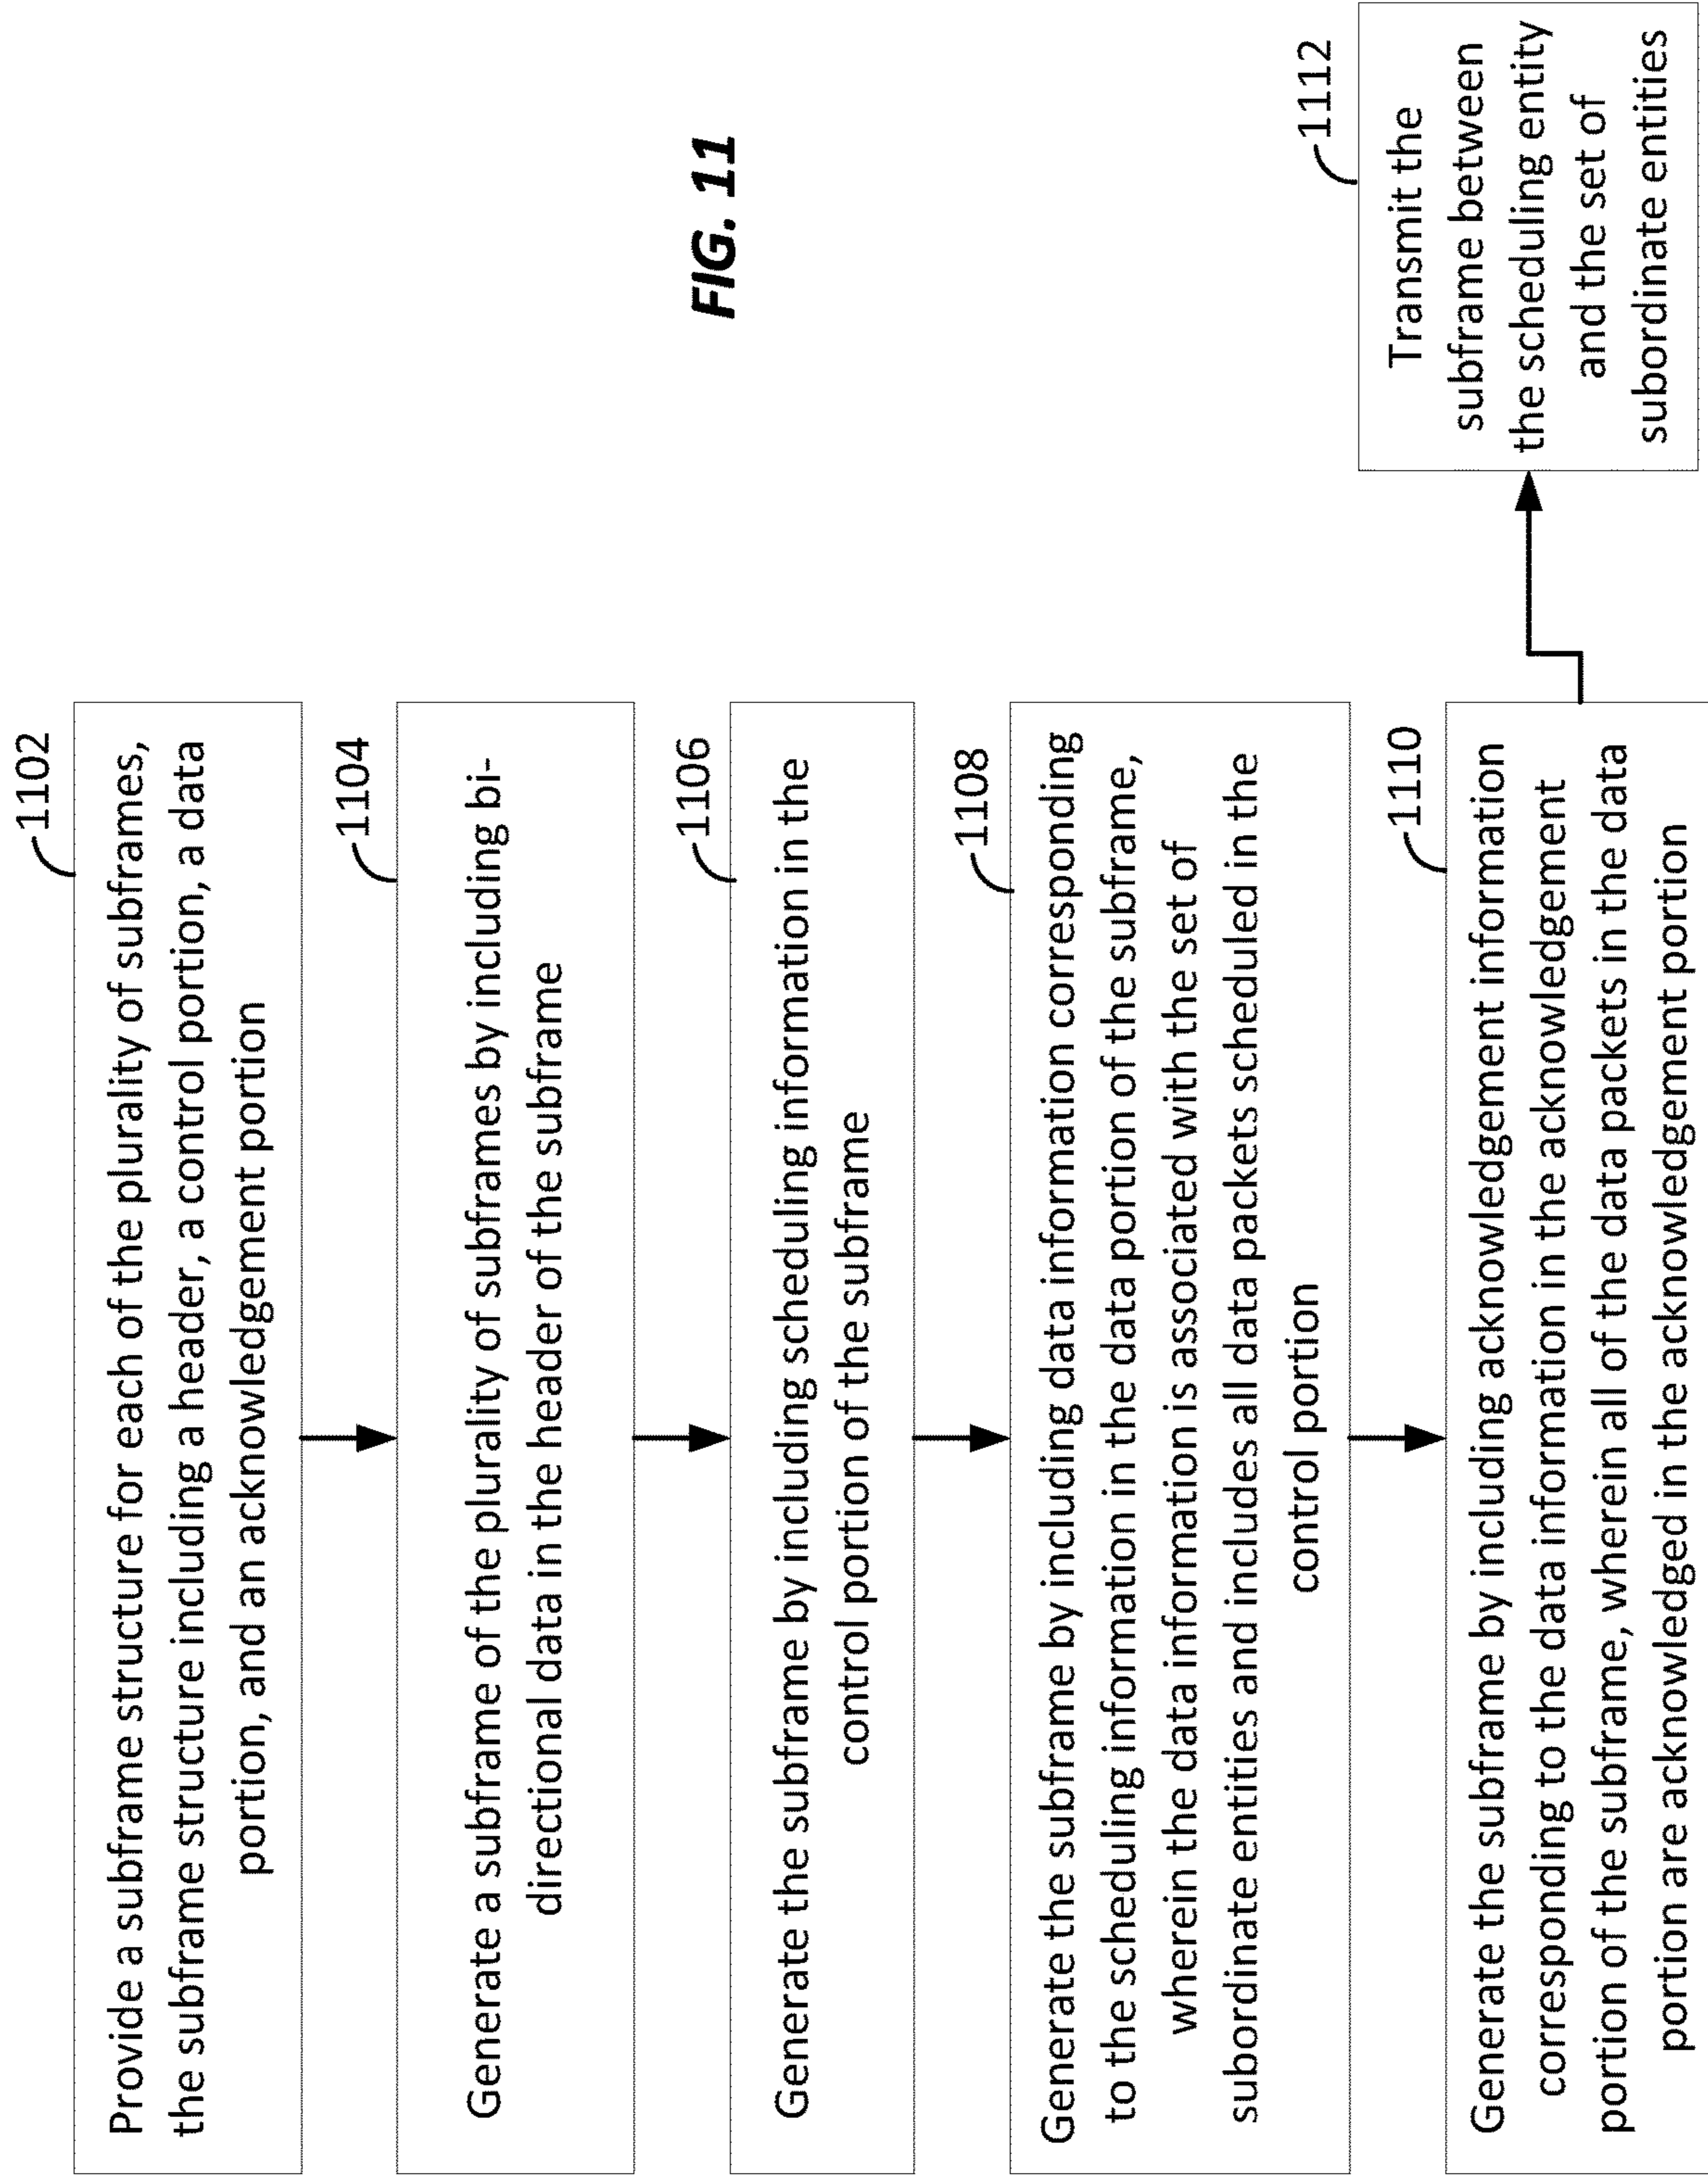 1102
Provide a subframe structure for each of the plurality of subframes,
the subframe structure including a header, a control portion, a data
portion, and an acknowledgement portion
1104
Generate a subframe of the plurality of subframes by including bi-
directional data in the header of the subframe
1106
Generate the subframe by including scheduling information in the
control portion of the subframe
1108
Generate the subframe by including data information corresponding
to the scheduling information in the data portion of the subframe,
wherein the data information is associated with the set of
subordinate entities and includes all data packets scheduled in the
control portion
1110
Generate the subframe by including acknowledgement information
corresponding to the data information in the acknowledgement
portion of the subframe, wherein all of the data packets in the data
portion are acknowledged in the acknowledgement portion
1112
Transmit the
subframe between
the scheduling entity
and the set of
subordinate entities
FIG. 11